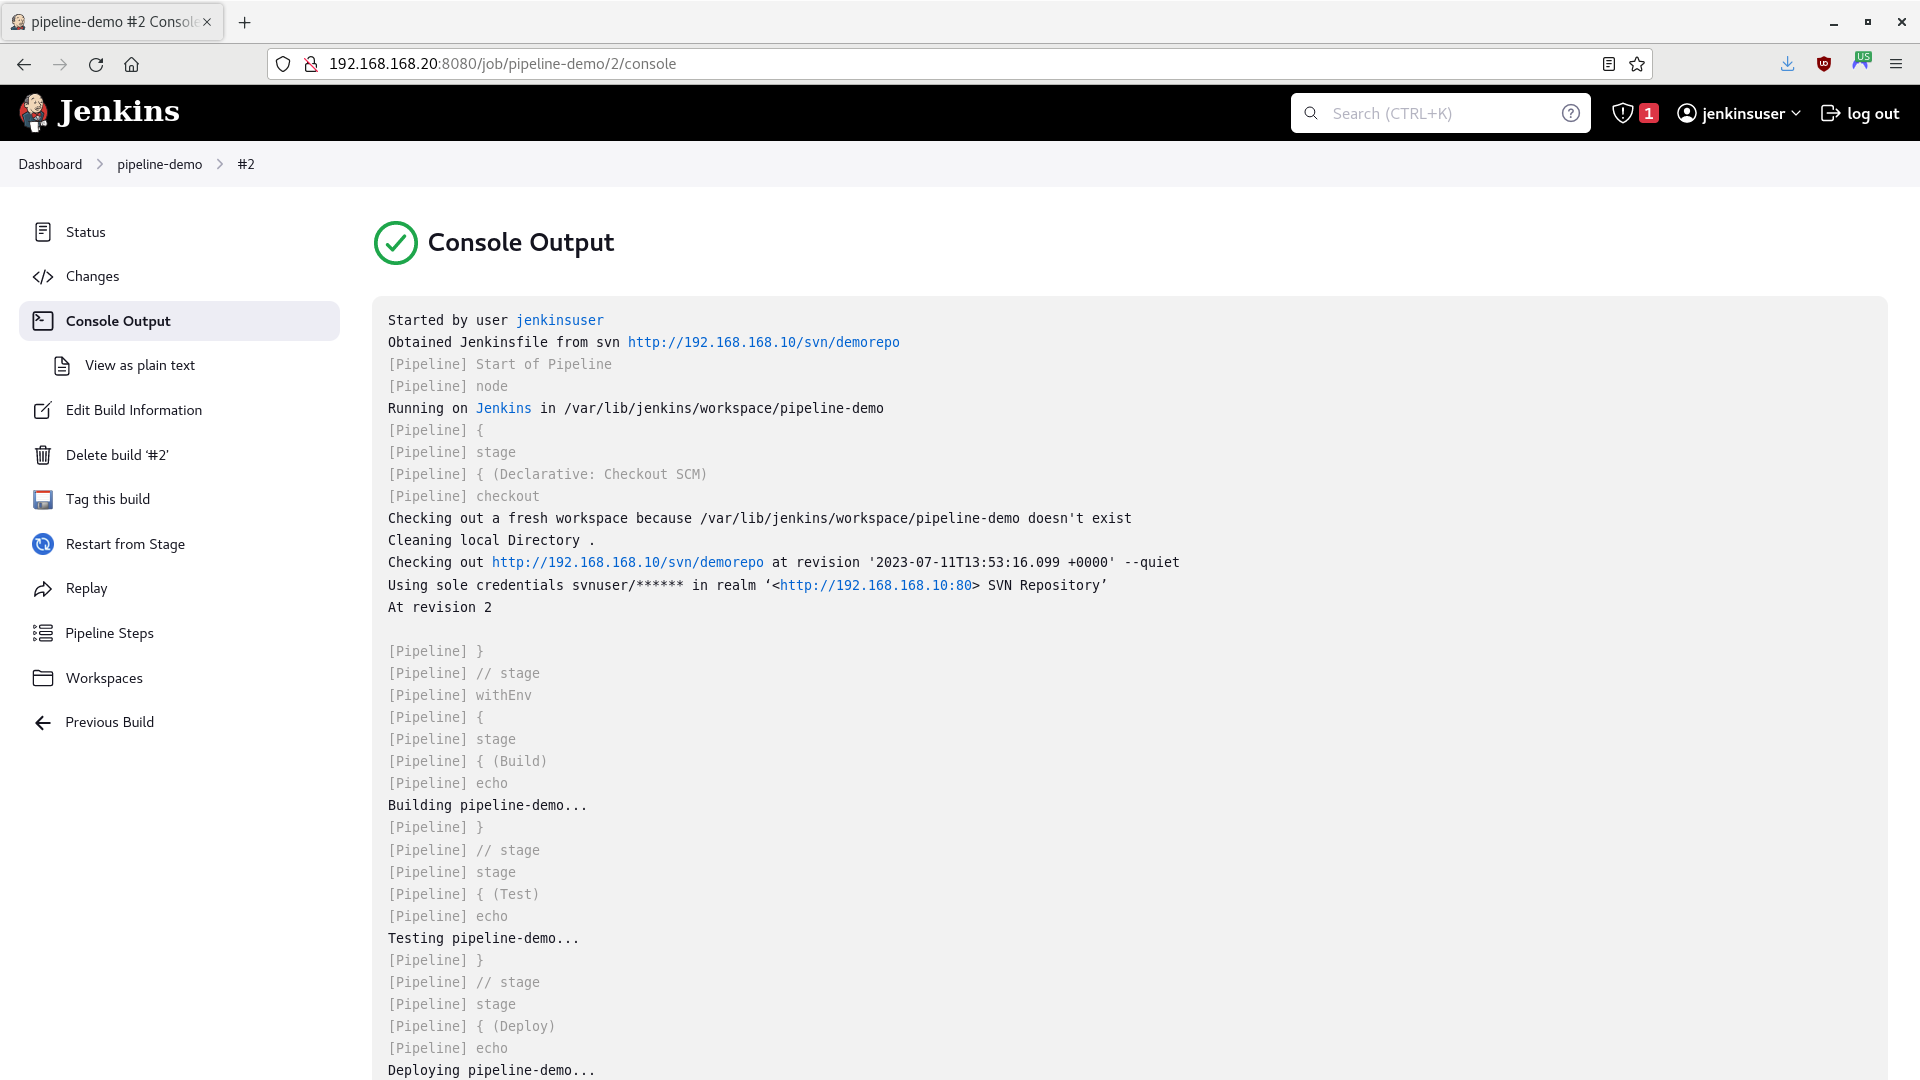 pipeline-demo #2 Console
192.168.168.20:8080/job/pipeline-demo/2/console
US
Jenkins
Search (CTRL+K)
1
jenkinsuser
log out
Dashboard
pipeline-demo
#2
Status
Changes
Console Output
View as plain text
Edit Build Information
Delete build ‘#2’
Tag this build
Restart from Stage
Replay
Pipeline Steps
Workspaces
Previous Build
Console Output
Started by user jenkinsuser
Obtained Jenkinsfile from svn http://192.168.168.10/svn/demorepo
[Pipeline] Start of Pipeline
[Pipeline] node
Running on Jenkins in /var/lib/jenkins/workspace/pipeline-demo
[Pipeline] {
[Pipeline] stage
[Pipeline] { (Declarative: Checkout SCM)
[Pipeline] checkout
Checking out a fresh workspace because /var/lib/jenkins/workspace/pipeline-demo doesn't exist
Cleaning local Directory .
Checking out http://192.168.168.10/svn/demorepo at revision '2023-07-11T13:53:16.099 +0000' --quiet
Using sole credentials svnuser/****** in realm ‘<http://192.168.168.10:80> SVN Repository’
At revision 2
[Pipeline] }
[Pipeline] // stage
[Pipeline] withEnv
[Pipeline] {
[Pipeline] stage
[Pipeline] { (Build)
[Pipeline] echo
Building pipeline-demo...
[Pipeline] }
[Pipeline] // stage
[Pipeline] stage
[Pipeline] { (Test)
[Pipeline] echo
Testing pipeline-demo...
[Pipeline] }
[Pipeline] // stage
[Pipeline] stage
[Pipeline] { (Deploy)
[Pipeline] echo
Deploying pipeline-demo...